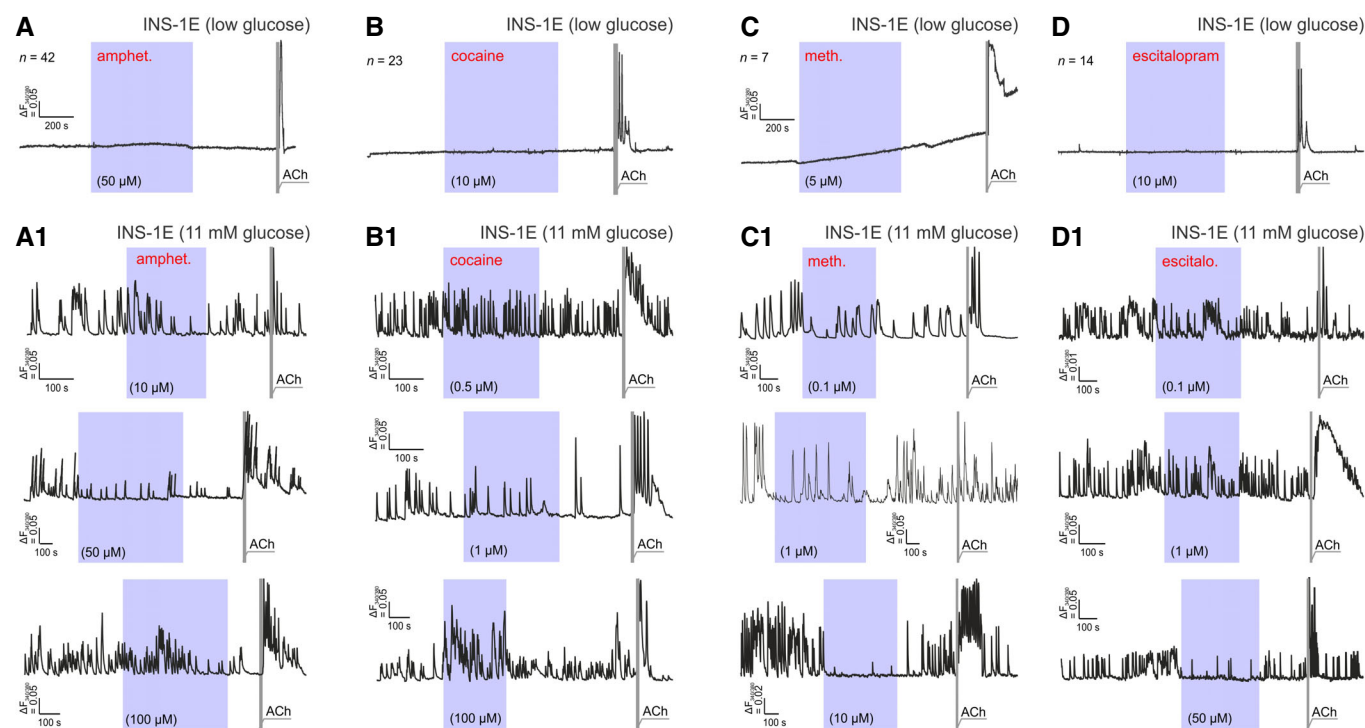 A
INS-1E (low glucose)
n = 42
amphet.
ΔF340/380
= 0.05
200 s
(50 µM)
ACh
B
INS-1E (low glucose)
n = 23
cocaine
(10 µM)
ACh
C
INS-1E (low glucose)
n = 7
meth.
ΔF340/380
= 0.05
200 s
(5 µM)
ACh
D
INS-1E (low glucose)
n = 14
escitalopram
(10 µM)
ACh
A1
INS-1E (11 mM glucose)
amphet.
ΔF340/380
= 0.05
100 s
(10 µM)
ACh
ΔF340/380
= 0.05
100 s
(50 µM)
ACh
ΔF340/380
= 0.05
100 s
(100 µM)
ACh
B1
INS-1E (11 mM glucose)
cocaine
ΔF340/380
= 0.05
100 s
(0.5 µM)
ACh
ΔF340/380
= 0.05
100 s
(1 µM)
ACh
ΔF340/380
= 0.05
100 s
(100 µM)
ACh
C1
INS-1E (11 mM glucose)
meth.
ΔF340/380
= 0.05
100 s
(0.1 µM)
ACh
(1 µM)
ΔF340/380
= 0.05
100 s
ACh
ΔF340/380
= 0.02
100 s
(10 µM)
ACh
D1
INS-1E (11 mM glucose)
escitalo.
ΔF340/380
= 0.01
100 s
(0.1 µM)
ACh
ΔF340/380
= 0.05
100 s
(1 µM)
ACh
ΔF340/380
= 0.05
100 s
(50 µM)
ACh